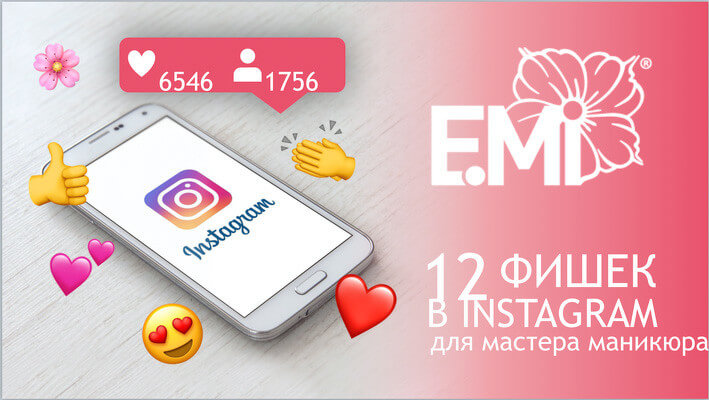 6546 1756
Instagram
E.Mi®
12 ФИШЕК
В INSTAGRAM
для мастера маникюра